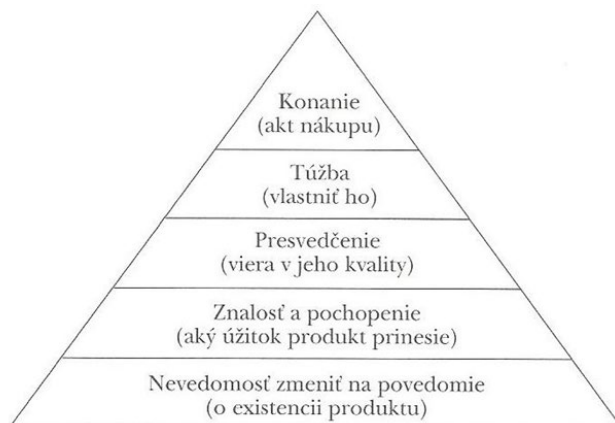 Konanie
(akt nákupu)
Túžba
(vlastniť ho)
Presvedčenie
(viera v jeho kvality)
Znalosť a pochopenie
(aký úžitok produkt prinesie)
Nevedomosť zmeniť na povedomie
(o existencii produktu)